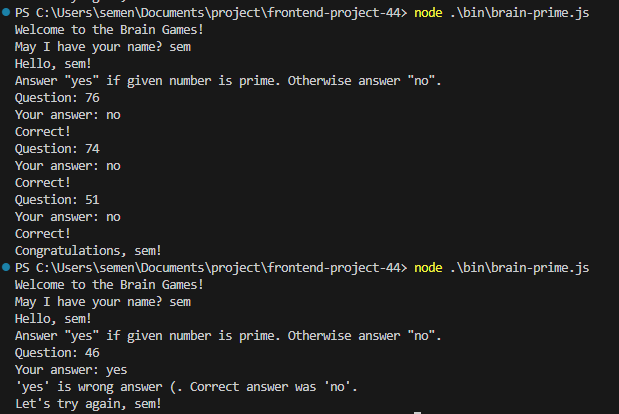 PS C:\Users\semen\Documents\project\frontend-project-44> node .\bin\brain-prime.js
Welcome to the Brain Games!
May I have your name? sem
Hello, sem!
Answer "yes" if given number is prime. Otherwise answer "no".
Question: 76
Your answer: no
Correct!
Question: 74
Your answer: no
Correct!
Question: 51
Your answer: no
Correct!
Congratulations, sem!
PS C:\Users\semen\Documents\project\frontend-project-44> node .\bin\brain-prime.js
Welcome to the Brain Games!
May I have your name? sem
Hello, sem!
Answer "yes" if given number is prime. Otherwise answer "no".
Question: 46
Your answer: yes
'yes' is wrong answer (. Correct answer was 'no'.
Let's try again, sem!